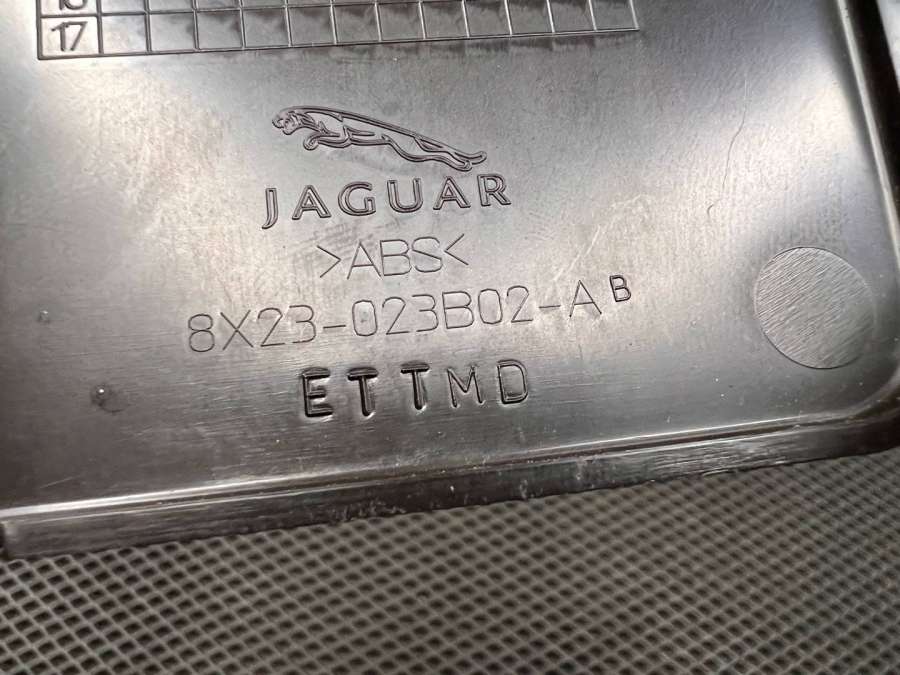 17
JAGUAR
>ABS<
8X23-023B02-AB
ETTMD